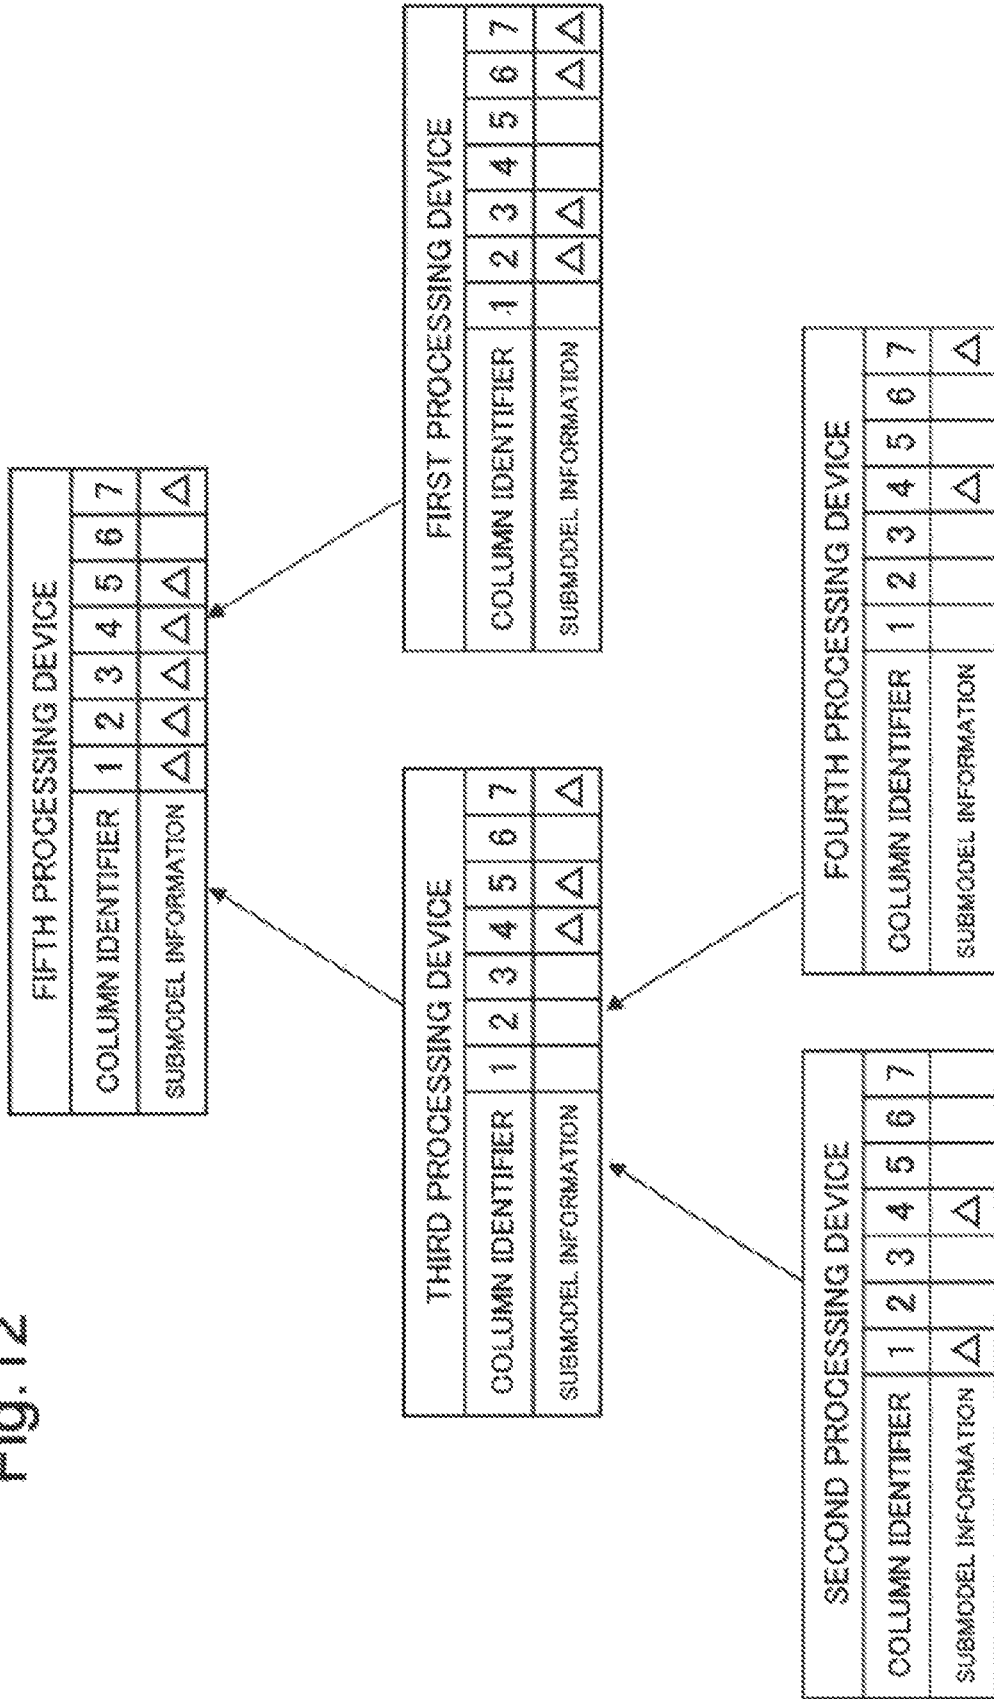 Fig. 12
FIFTH PROCESSING DEVICE
COLUMN IDENTIFIER 1 2 3 4 5 6 7
SUBMODEL INFORMATION △ △ △ △ △ △
THIRD PROCESSING DEVICE
COLUMN IDENTIFIER 1 2 3 4 5 6 7
SUBMODEL INFORMATION △ △ △
FIRST PROCESSING DEVICE
COLUMN IDENTIFIER 1 2 3 4 5 6 7
SUBMODEL INFORMATION △ △ △ △
SECOND PROCESSING DEVICE
COLUMN IDENTIFIER 1 2 3 4 5 6 7
SUBMODEL INFORMATION △ △
FOURTH PROCESSING DEVICE
COLUMN IDENTIFIER 1 2 3 4 5 6 7
SUBMODEL INFORMATION △ △